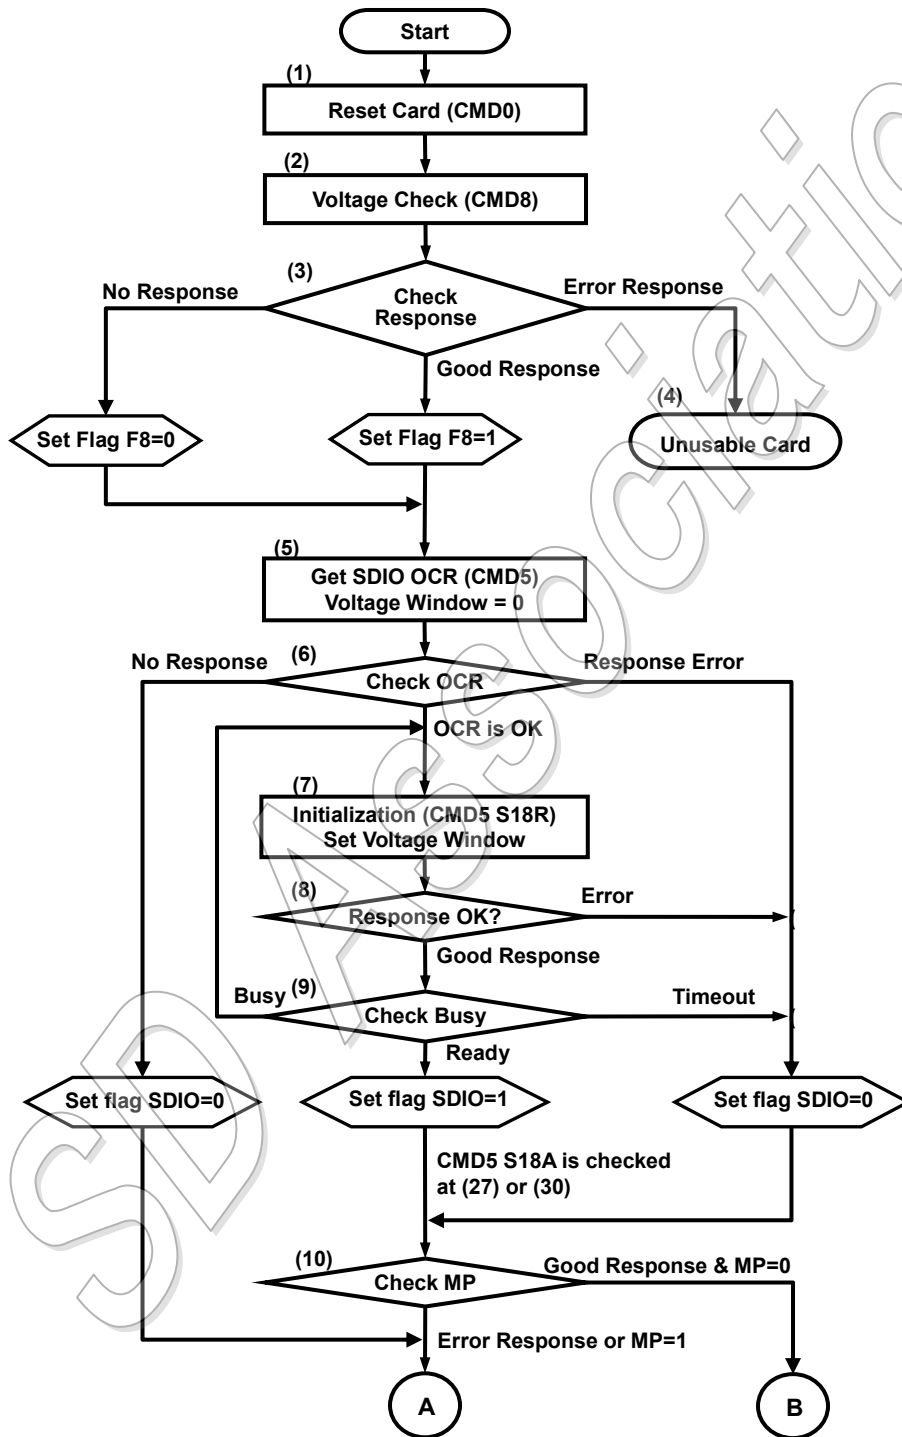 Start
(1)
Reset Card (CMD0)
(2)
Voltage Check (CMD8)
(3)
No Response
Error Response
Check
Response
Good Response
(4)
Set Flag F8=0
Set Flag F8=1
Unusable Card
(5)
Get SDIO OCR (CMD5)
Voltage Window = 0
No Response
(6)
Response Error
Check OCR
OCR is OK
(7)
Initialization (CMD5 S18R)
Set Voltage Window
(8)
Error
Response OK?
Good Response
Busy
(9)
Timeout
Check Busy
Ready
Set flag SDIO=0
Set flag SDIO=1
Set flag SDIO=0
CMD5 S18A is checked
at (27) or (30)
(10)
Good Response & MP=0
Check MP
Error Response or MP=1
A
B
SD Associatio